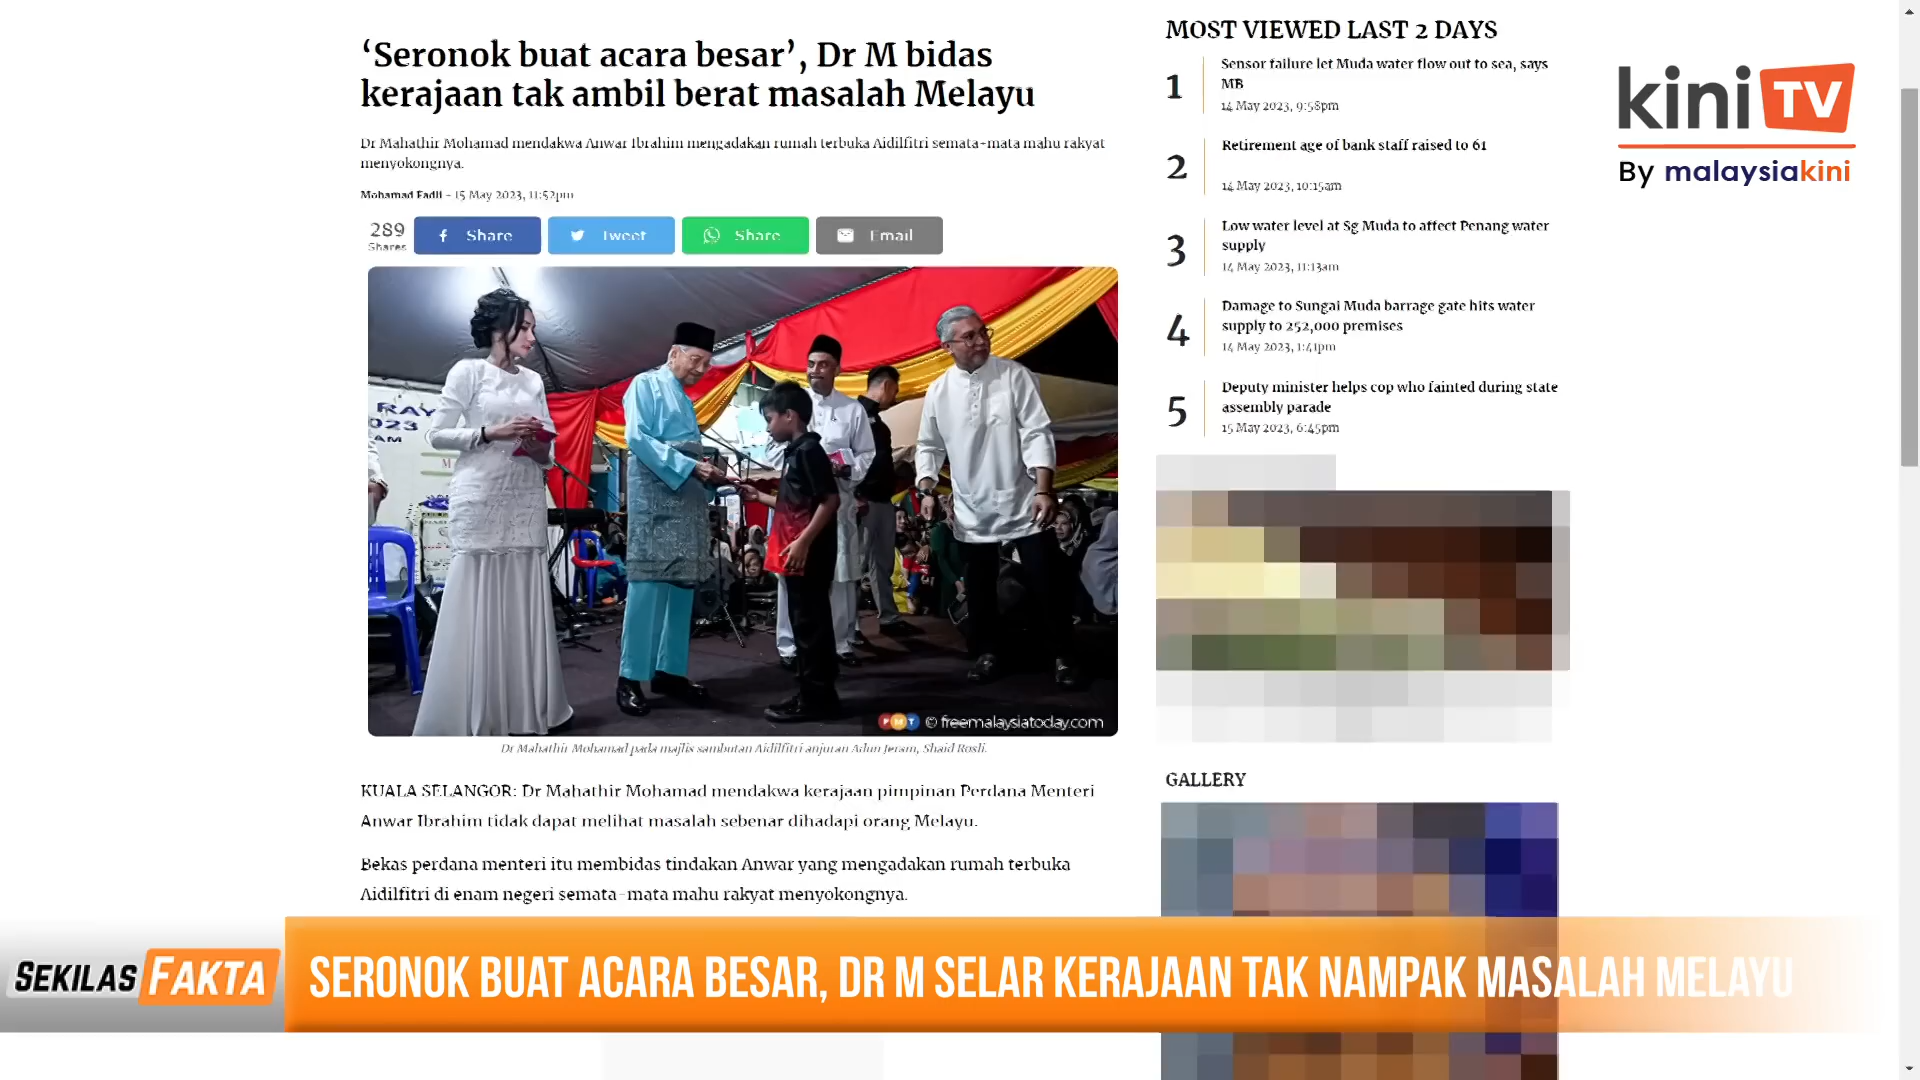 ‘Seronok buat acara besar’, Dr M bidas
kerajaan tak ambil berat masalah Melayu
Dr Mahathir Mohamad mendakwa Anwar Ibrahim mengadakan rumah terbuka Aidilfitri semata-mata mahu rakyat
menyokongnya.
Mohamad Fadli - 15 May 2023, 11:52pm
289
Shares
Share
Tweet
Share
Email
RAY
023
AM
FMT © freemalaysiatoday.com
Dr Mahathir Mohamad pada majlis sambutan Aidilfitri anjuran Adun Jeram, Shaid Rosli.
KUALA SELANGOR: Dr Mahathir Mohamad mendakwa kerajaan pimpinan Perdana Menteri
Anwar Ibrahim tidak dapat melihat masalah sebenar dihadapi orang Melayu.
Bekas perdana menteri itu membidas tindakan Anwar yang mengadakan rumah terbuka
Aidilfitri di enam negeri semata-mata mahu rakyat menyokongnya.
MOST VIEWED LAST 2 DAYS
1
Sensor failure let Muda water flow out to sea, says
MB
14 May 2023, 9:58pm
2
Retirement age of bank staff raised to 61
14 May 2023, 10:15am
3
Low water level at Sg Muda to affect Penang water
supply
14 May 2023, 11:13am
4
Damage to Sungai Muda barrage gate hits water
supply to 252,000 premises
14 May 2023, 1:41pm
5
Deputy minister helps cop who fainted during state
assembly parade
15 May 2023, 6:45pm
GALLERY
kini TV
By malaysiakini
SEKILAS FAKTA
SERONOK BUAT ACARA BESAR, DR M SELAR KERAJAAN TAK NAMPAK MASALAH MELAYU